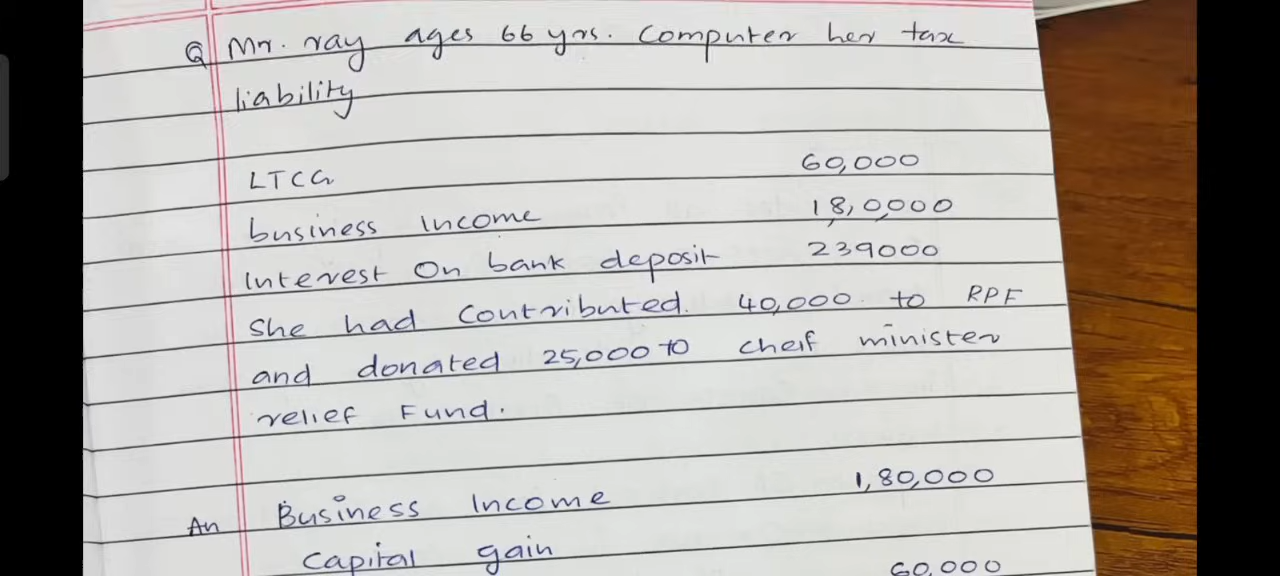 Q Mr. ray ages 66 yrs. Computer her tax
liability
LTCG 60,000
business Income 18,0,000
Interest On bank deposit 239000
She had contributed. 40,000 to RPF
and donated 25,000 to cheif minister
relief Fund.
An Business Income 1,80,000
Capital gain 60,000